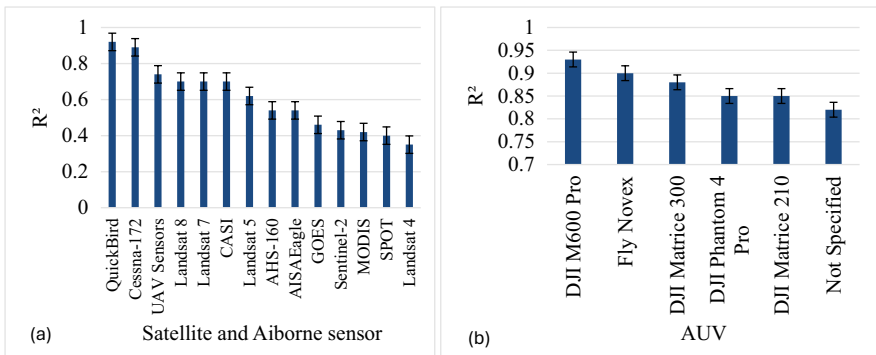 R²
1
0.8
0.6
0.4
0.2
0
QuickBird
Cessna-172
UAV Sensors
Landsat 8
Landsat 7
CASI
Landsat 5
AHS-160
AISAEagle
GOES
Sentinel-2
MODIS
SPOT
Landsat 4
(a)
Satellite and Aiborne sensor
R²
1
0.95
0.9
0.85
0.8
0.75
0.7
DJI M600 Pro
Fly Novex
DJI Matrice 300
DJI Phantom 4
Pro
DJI Matrice 210
Not Specified
(b)
AUV